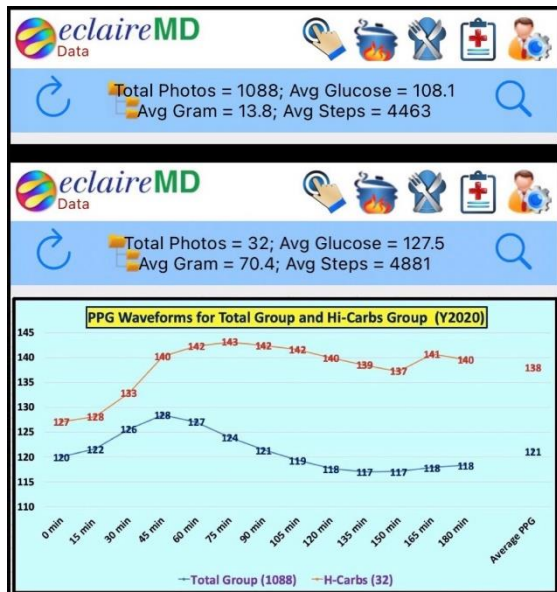 eclaireMD
Data
Total Photos = 1088; Avg Glucose = 108.1
Avg Gram = 13.8; Avg Steps = 4463
eclaireMD
Data
Total Photos = 32; Avg Glucose = 127.5
Avg Gram = 70.4; Avg Steps = 4881
PPG Waveforms for Total Group and Hi-Carbs Group (Y2020)
145
140
135
130
125
120
115
110
127 128 133 140 142 143 142 142 140 139 137 141 140 138
120 122 126 128 127 124 121 119 118 117 117 118 118 121
0 min 15 min 30 min 45 min 60 min 75 min 90 min 105 min 120 min 135 min 150 min 165 min 180 min Average PPG
Total Group (1088) H-Carbs (32)